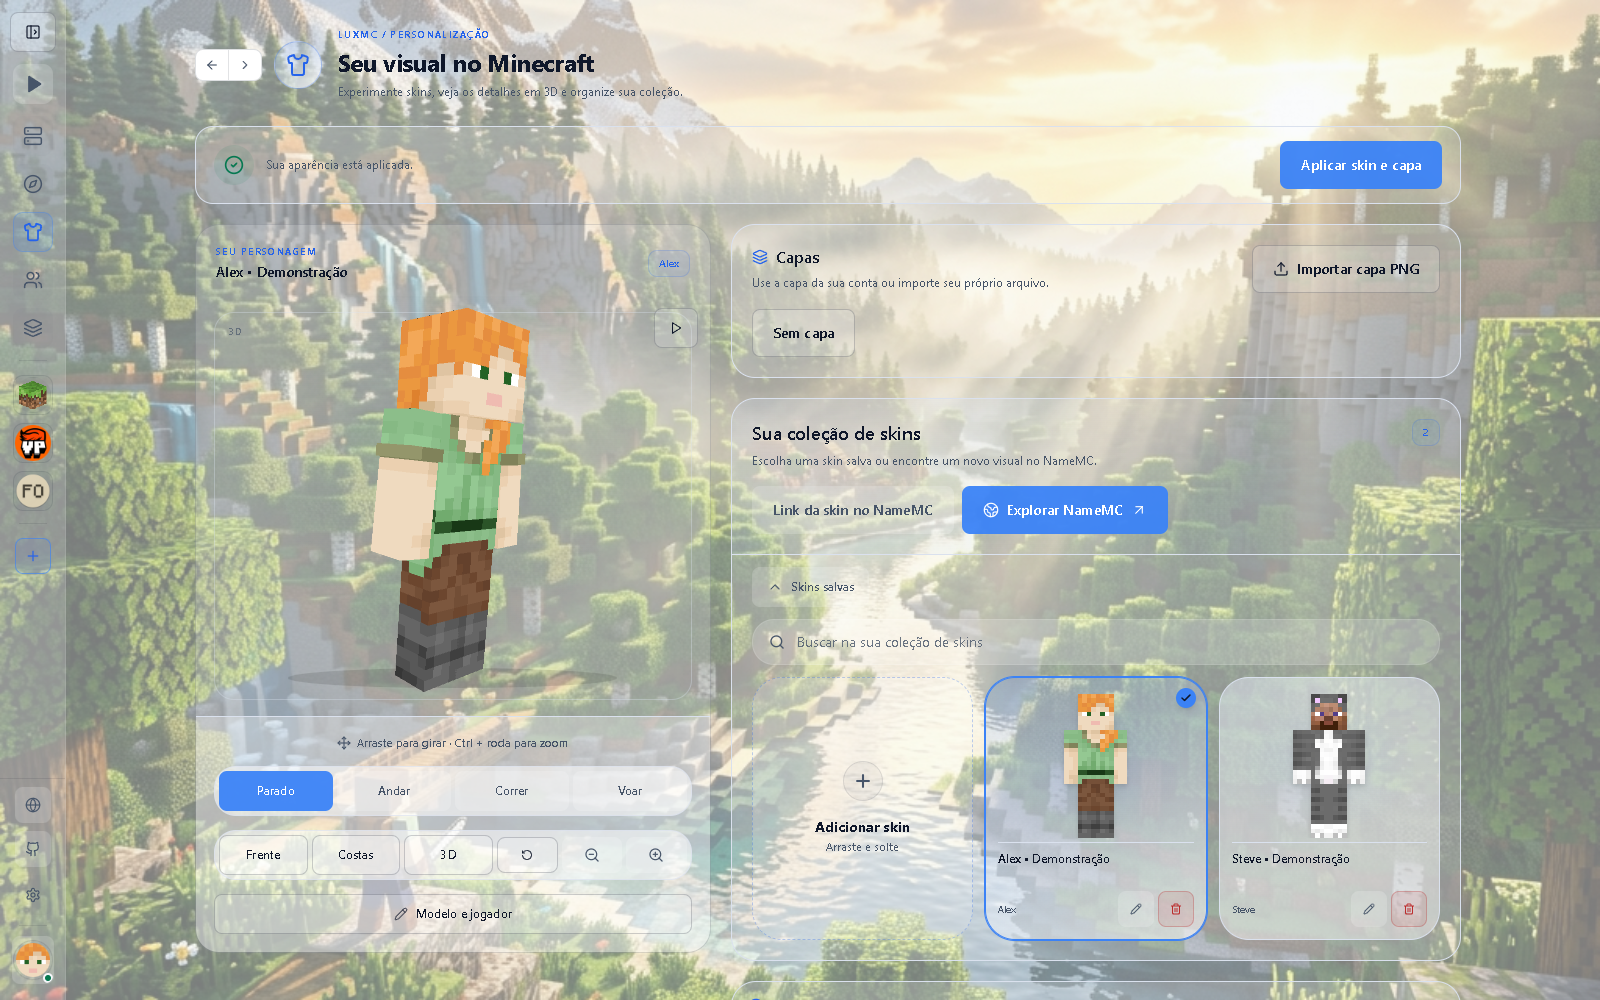 LUXMC / PERSONALIZAÇÃO
Seu visual no Minecraft
Experimente skins, veja os detalhes em 3D e organize sua coleção.
Sua aparência está aplicada.
Aplicar skin e capa
SEU PERSONAGEM
Alex • Demonstração
Alex
3D
Arraste para girar · Ctrl + roda para zoom
Parado
Andar
Correr
Voar
Frente
Costas
3D
Modelo e jogador
Capas
Use a capa da sua conta ou importe seu próprio arquivo.
Importar capa PNG
Sem capa
Sua coleção de skins
2
Escolha uma skin salva ou encontre um novo visual no NameMC.
Link da skin no NameMC
Explorar NameMC
Skins salvas
Buscar na sua coleção de skins
Adicionar skin
Arraste e solte
Alex • Demonstração
Alex
Steve • Demonstração
Steve
VP
FO